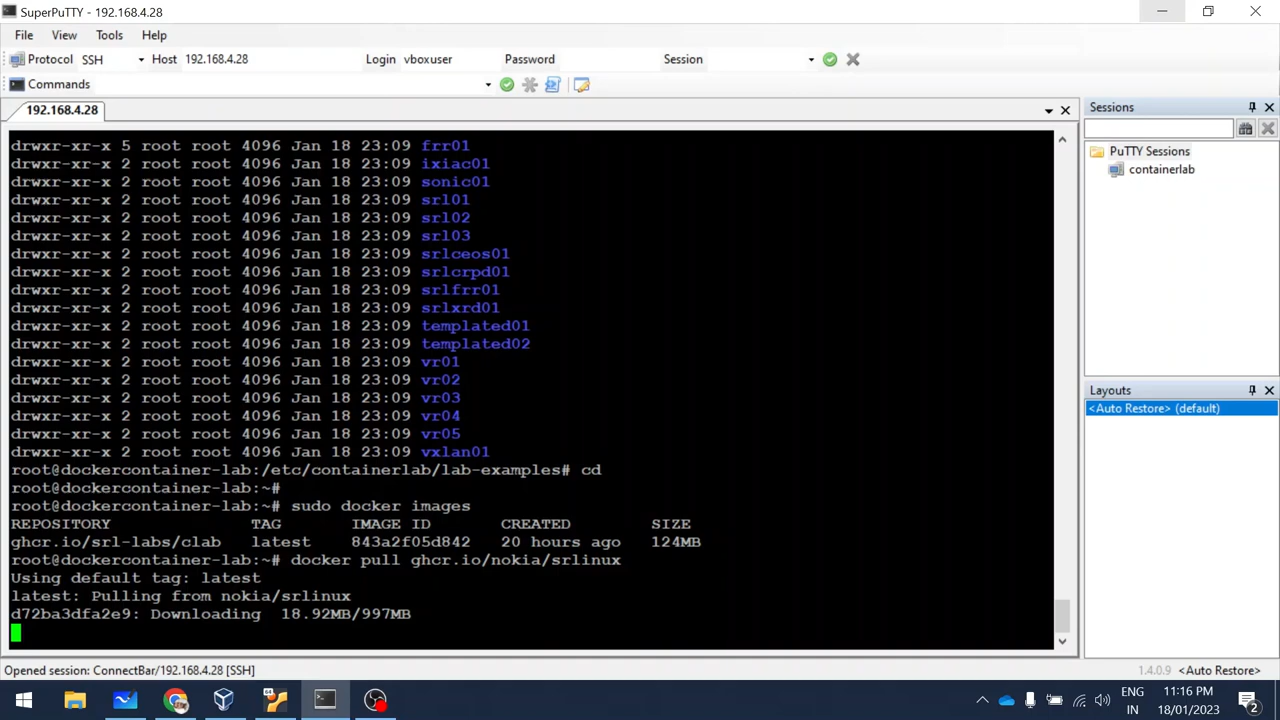 SuperPuTTY - 192.168.4.28
File View Tools Help
Protocol SSH Host 192.168.4.28 Login vboxuser Password Session
Commands
192.168.4.28
drwxr-xr-x 5 root root 4096 Jan 18 23:09 frr01
drwxr-xr-x 2 root root 4096 Jan 18 23:09 ixiac01
drwxr-xr-x 2 root root 4096 Jan 18 23:09 sonic01
drwxr-xr-x 2 root root 4096 Jan 18 23:09 srl01
drwxr-xr-x 2 root root 4096 Jan 18 23:09 srl02
drwxr-xr-x 2 root root 4096 Jan 18 23:09 srl03
drwxr-xr-x 2 root root 4096 Jan 18 23:09 srlceos01
drwxr-xr-x 2 root root 4096 Jan 18 23:09 srlcrpd01
drwxr-xr-x 2 root root 4096 Jan 18 23:09 srlfrr01
drwxr-xr-x 2 root root 4096 Jan 18 23:09 srlxrd01
drwxr-xr-x 2 root root 4096 Jan 18 23:09 templated01
drwxr-xr-x 2 root root 4096 Jan 18 23:09 templated02
drwxr-xr-x 2 root root 4096 Jan 18 23:09 vr01
drwxr-xr-x 2 root root 4096 Jan 18 23:09 vr02
drwxr-xr-x 2 root root 4096 Jan 18 23:09 vr03
drwxr-xr-x 2 root root 4096 Jan 18 23:09 vr04
drwxr-xr-x 2 root root 4096 Jan 18 23:09 vr05
drwxr-xr-x 2 root root 4096 Jan 18 23:09 vxlan01
root@dockercontainer-lab:/etc/containerlab/lab-examples# cd
root@dockercontainer-lab:~#
root@dockercontainer-lab:~# sudo docker images
REPOSITORY TAG IMAGE ID CREATED SIZE
ghcr.io/srl-labs/clab latest 843a2f05d842 20 hours ago 124MB
root@dockercontainer-lab:~# docker pull ghcr.io/nokia/srlinux
Using default tag: latest
latest: Pulling from nokia/srlinux
d72ba3dfa2e9: Downloading 18.92MB/997MB
Sessions
PuTTY Sessions
containerlab
Layouts
<Auto Restore> (default)
Opened session: ConnectBar/192.168.4.28 [SSH]
1.4.0.9 <Auto Restore>
ENG
IN
11:16 PM
18/01/2023
2